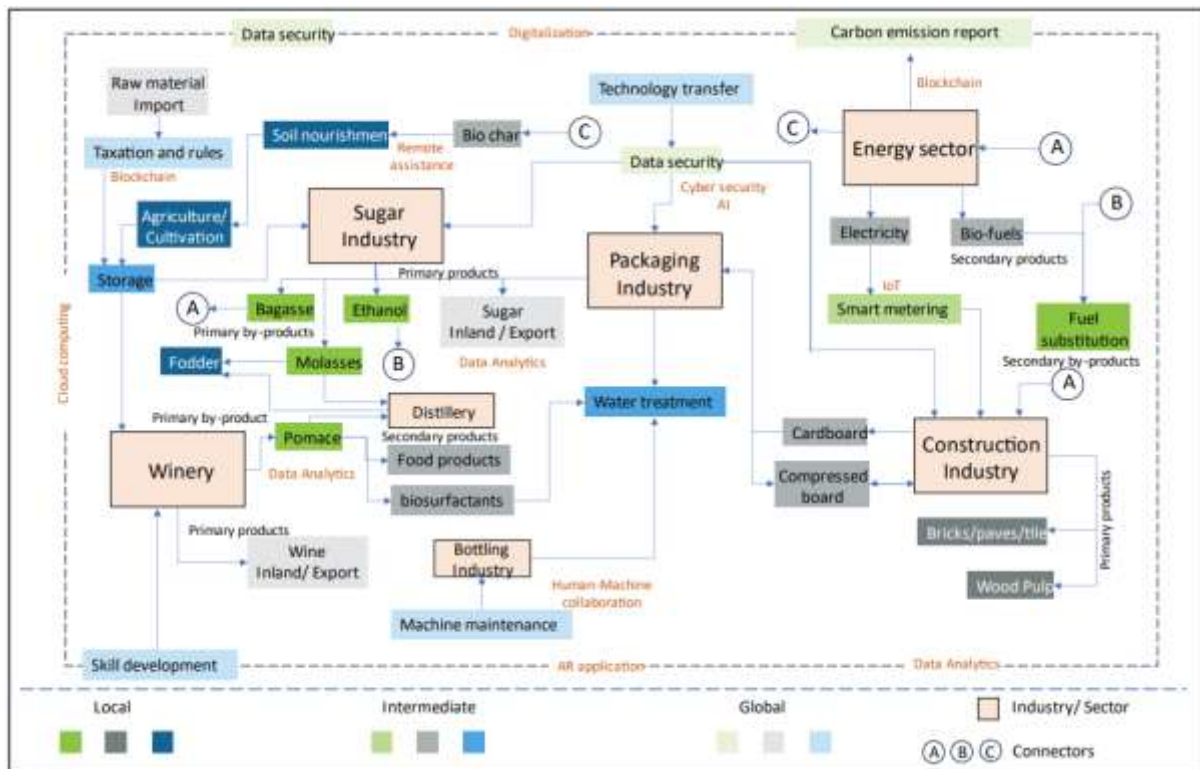 Data security
Digitalization
Carbon emission report
Raw material
Import
Technology transfer
Blockchain
C
Soil nourishmen
Bio char
C
Energy sector
A
Taxation and rules
Remote
assistance
Data security
Blockchain
Cyber security
AI
Agriculture/
Cultivation
Sugar
Industry
Packaging
Industry
Electricity
Bio-fuels
B
Primary products
Secondary products
Storage
IoT
A
Bagasse
Ethanol
Sugar
Inland / Export
Smart metering
Fuel
substitution
Primary by -products
Cloud computing
Fodder
Molasses
B
Data Analytics
Secondary by -products
A
Primary by -product
Distillery
Water treatment
Winery
Pomace
Secondary products
Cardboard
Construction
Industry
Data Analytics
Food products
Compressed
board
biosurfactants
Primary products
Primary products
Bricks/paves/tile
Wine
Inland/ Export
Bottling
Industry
Human-Machine
collaboration
Wood Pulp
Machine maintenance
Skill development
AR application
Data Analytics
Local
Intermediate
Global
Industry/ Sector
A B C Connectors